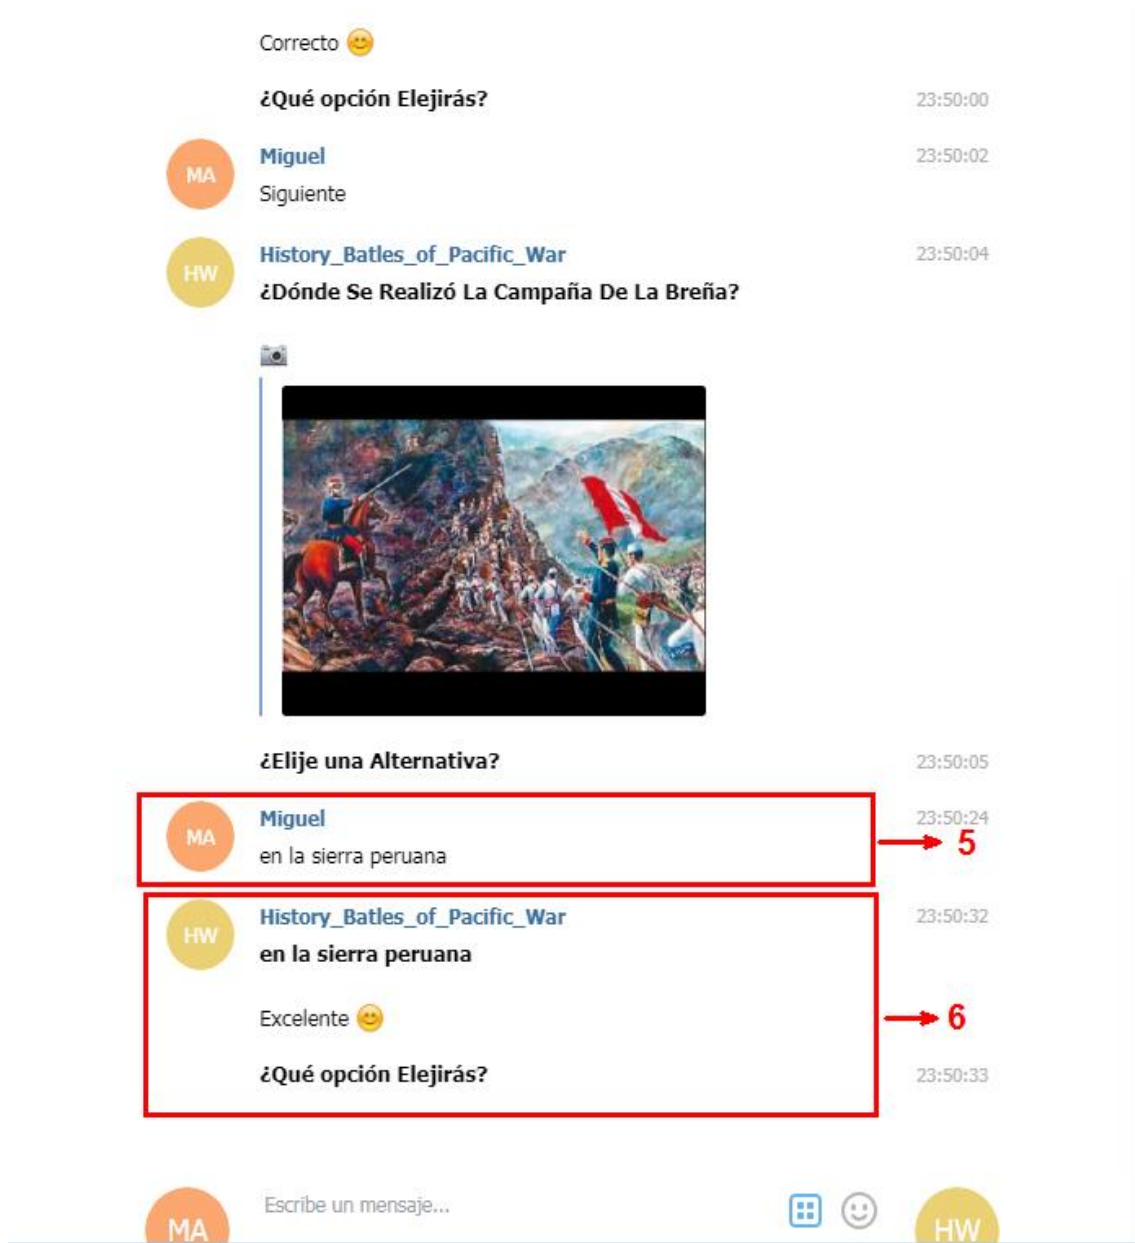 Correcto 😊
¿Qué opción Elejirás? 23:50:00
MA Miguel 23:50:02
Siguiente
HW History_Batles_of_Pacific_War 23:50:04
¿Dónde Se Realizó La Campaña De La Breña?
¿Elije una Alternativa? 23:50:05
MA Miguel 23:50:24
en la sierra peruana
5
HW History_Batles_of_Pacific_War 23:50:32
en la sierra peruana
Excelente 😊
6
¿Qué opción Elejirás? 23:50:33
MA Escribe un mensaje... HW